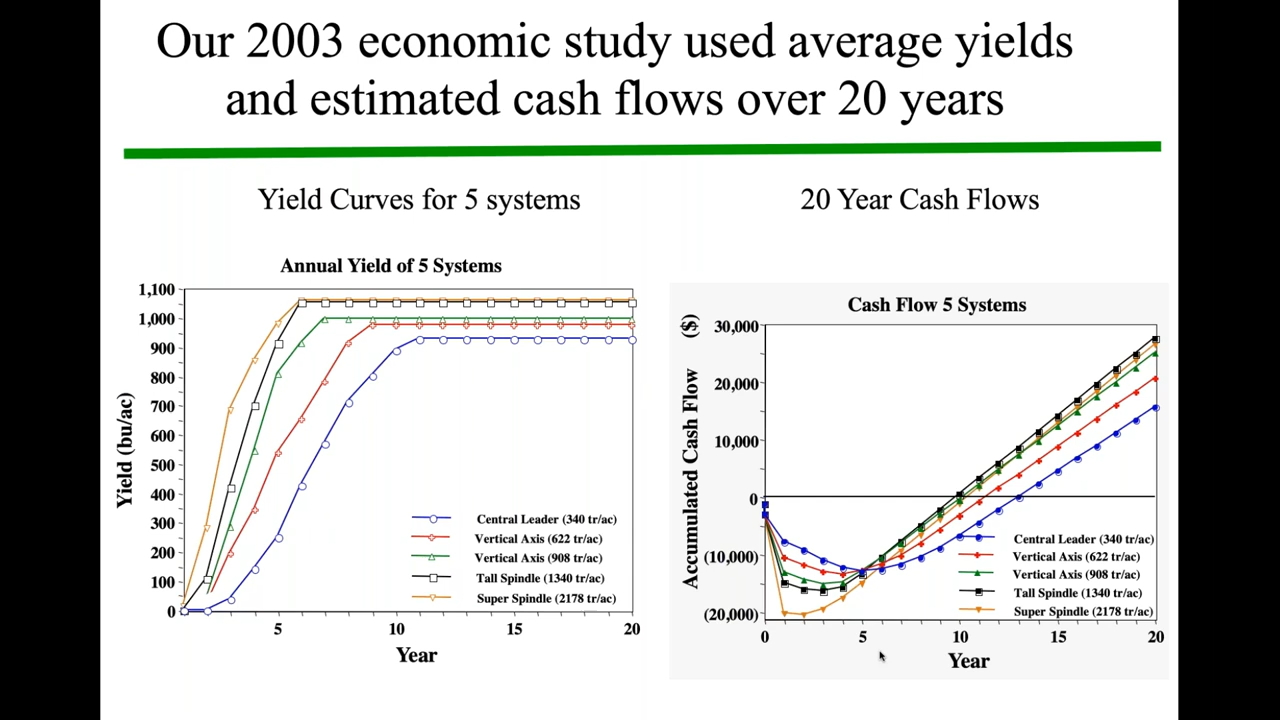 Our 2003 economic study used average yields
and estimated cash flows over 20 years
Yield Curves for 5 systems
20 Year Cash Flows
Annual Yield of 5 Systems
1,100
1,000
900
800
700
600
500
400
300
200
100
0
Yield (bu/ac)
Central Leader (340 tr/ac)
Vertical Axis (622 tr/ac)
Vertical Axis (908 tr/ac)
Tall Spindle (1340 tr/ac)
Super Spindle (2178 tr/ac)
5 10 15 20
Year
Cash Flow 5 Systems
30,000
20,000
10,000
0
(10,000)
(20,000)
Accumulated Cash Flow ($)
Central Leader (340 tr/ac)
Vertical Axis (622 tr/ac)
Vertical Axis (908 tr/ac)
Tall Spindle (1340 tr/ac)
Super Spindle (2178 tr/ac)
0 5 10 15 20
Year